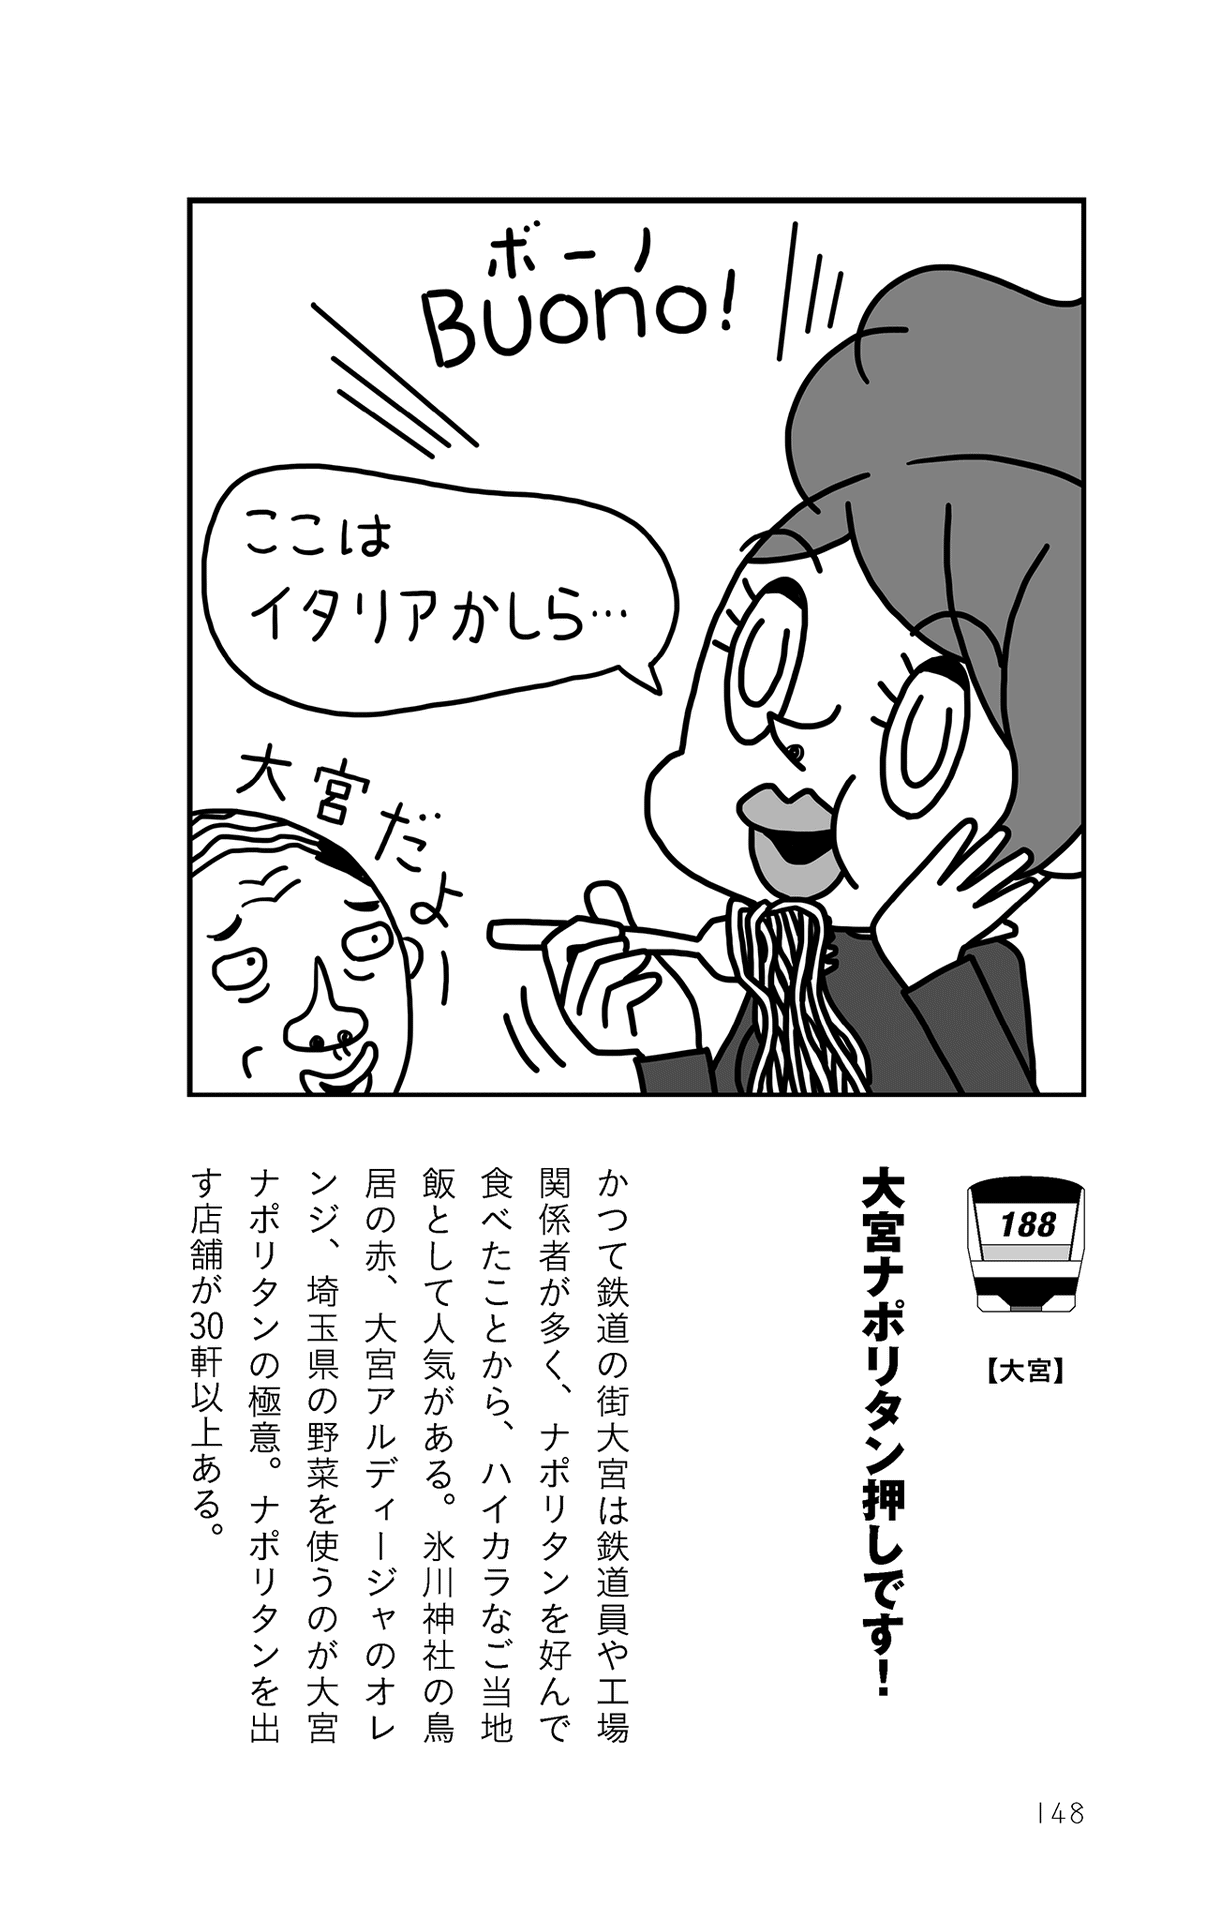 ボーノ
Buono!
ここは
イタリアかしら…
大宮だよー
188
【大宮】
大宮ナポリタン押しです！
かつて鉄道の街大宮は鉄道員や工場
関係者が多く、ナポリタンを好んで
食べたことから、ハイカラなご当地
飯として人気がある。氷川神社の鳥
居の赤、大宮アルディージャのオレ
ンジ、埼玉県の野菜を使うのが大宮
ナポリタンの極意。ナポリタンを出
す店舗が30軒以上ある。
148